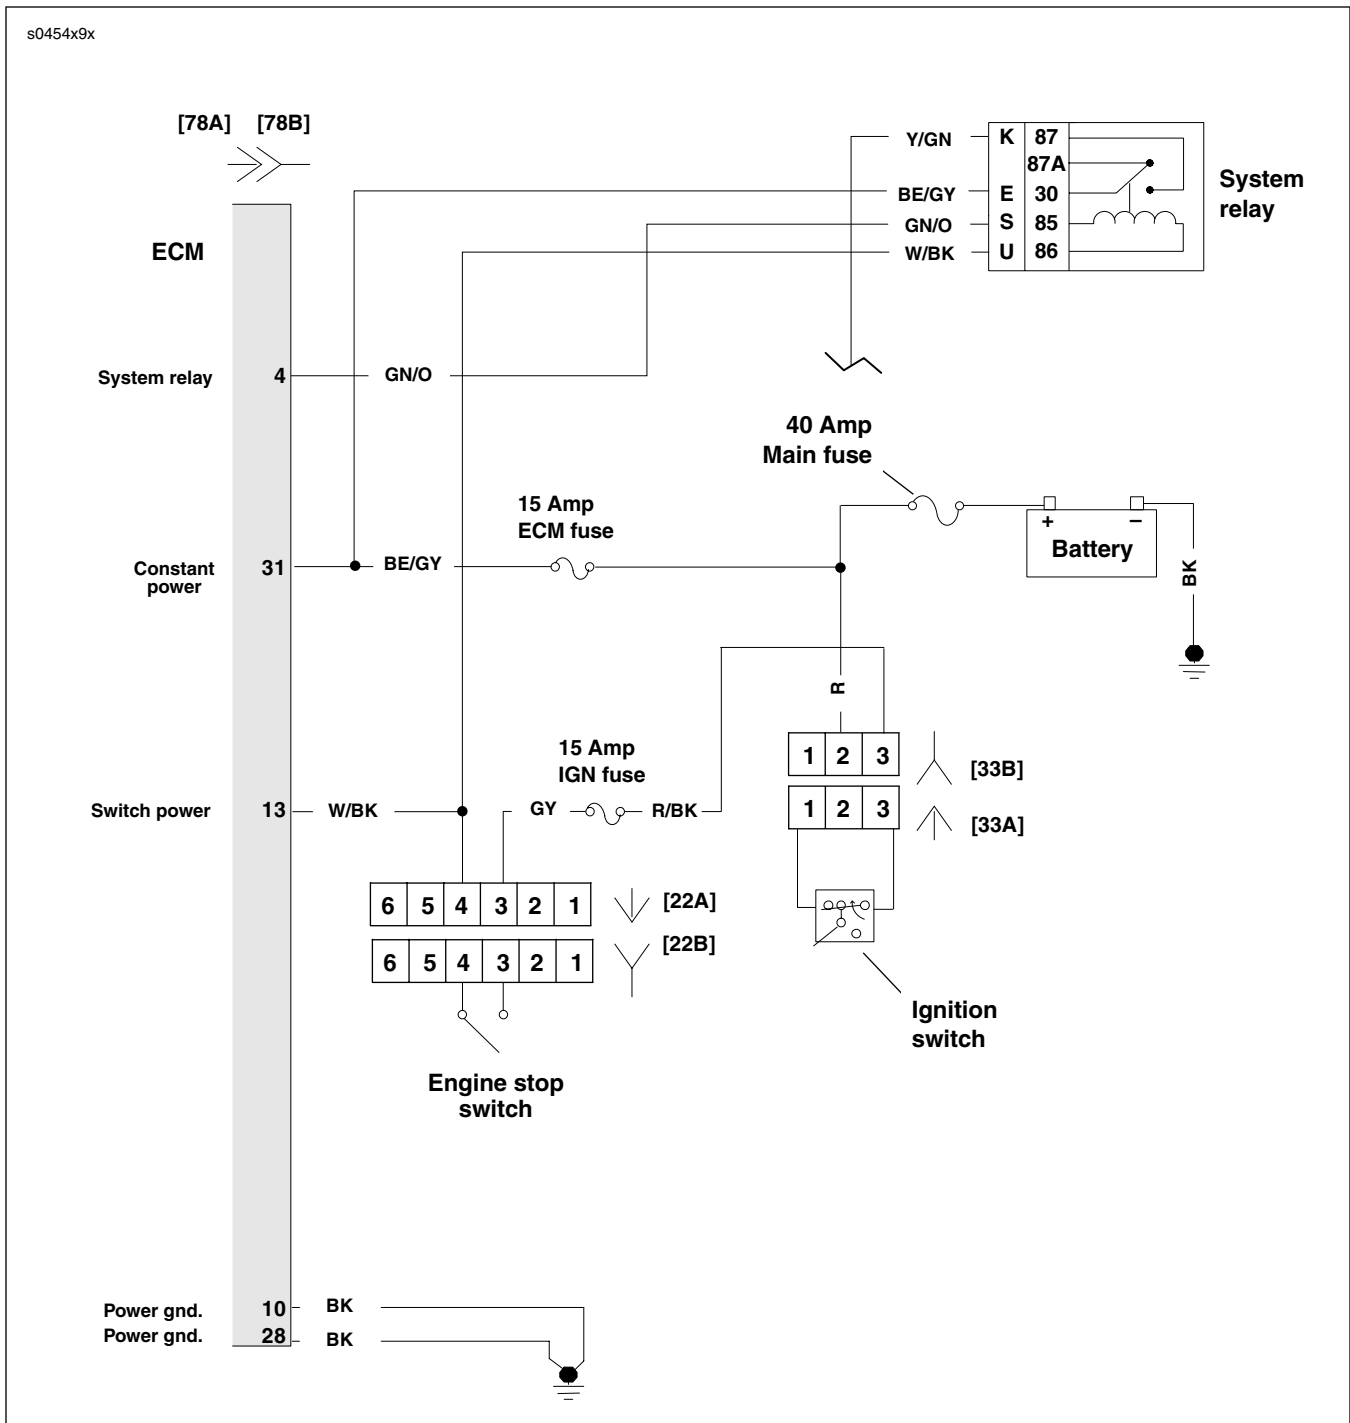 s0454x9x
[78A] [78B]
Y/GN K 87
87A
BE/GY E 30
GN/O S 85
W/BK U 86
System
relay
ECM
System relay 4 GN/O
40 Amp
Main fuse
15 Amp
ECM fuse
+ –
Battery
BK
Constant
power
31 BE/GY
R
15 Amp
IGN fuse
1 2 3 [33B]
1 2 3 [33A]
Switch power 13 W/BK GY R/BK
6 5 4 3 2 1 [22A]
6 5 4 3 2 1 [22B]
Ignition
switch
Engine stop
switch
Power gnd. 10 BK
Power gnd. 28 BK